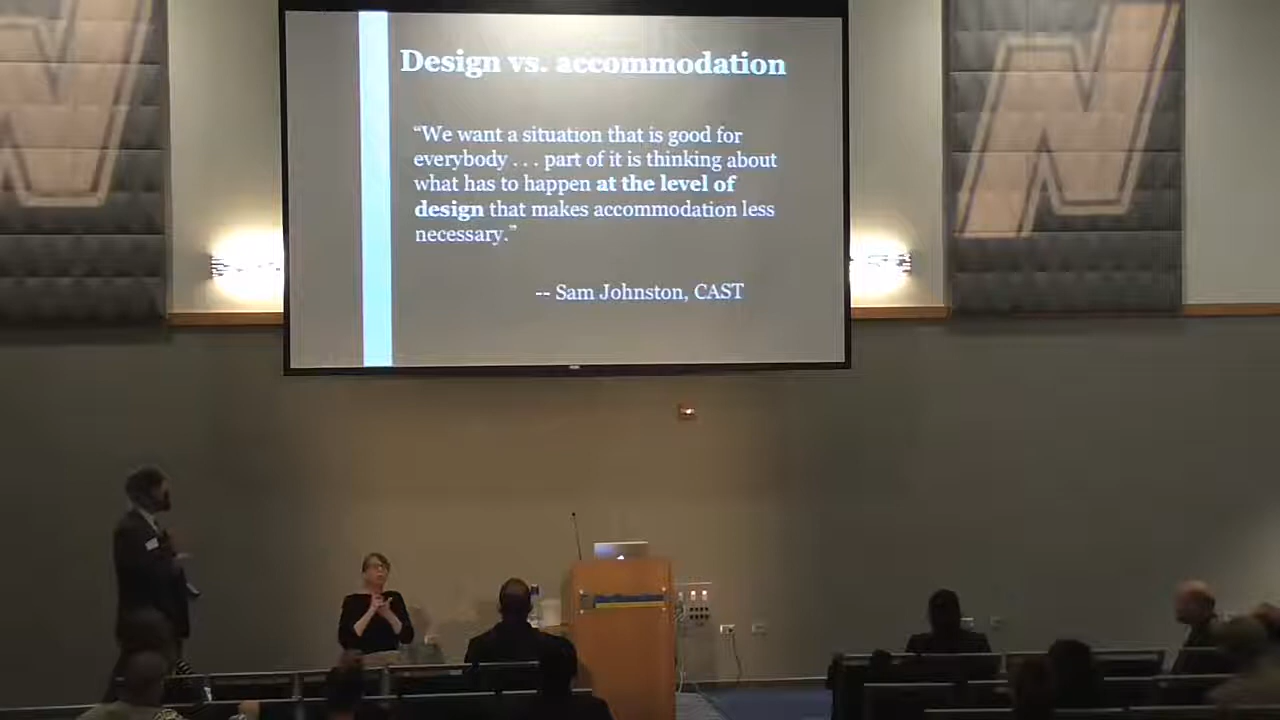 Design vs. accommodation
“We want a situation that is good for
everybody . . . part of it is thinking about
what has to happen at the level of
design that makes accommodation less
necessary.”
-- Sam Johnston, CAST
N
N